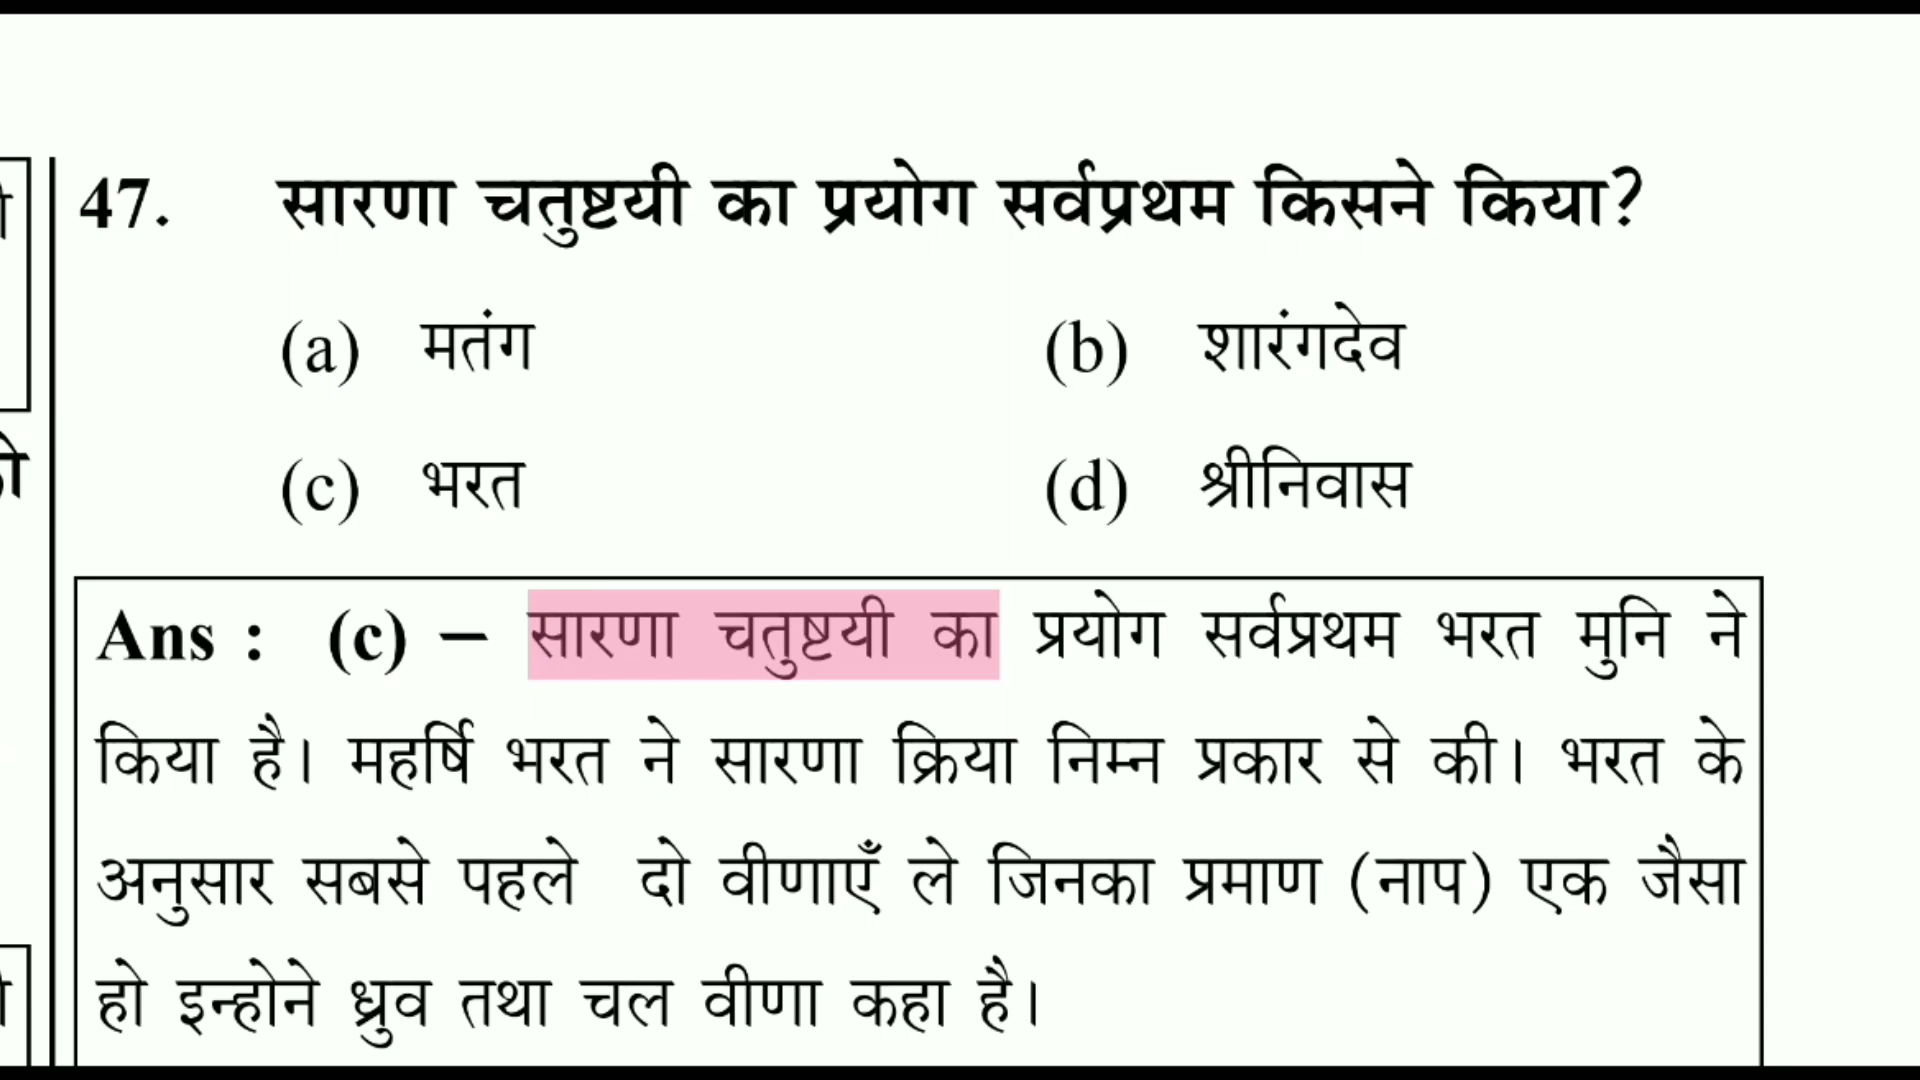 47. सारणा चतुष्टयी का प्रयोग सर्वप्रथम किसने किया?
(a) मतंग (b) शारंगदेव
(c) भरत (d) श्रीनिवास
Ans : (c) – सारणा चतुष्टयी का प्रयोग सर्वप्रथम भरत मुनि ने
किया है। महर्षि भरत ने सारणा क्रिया निम्न प्रकार से की। भरत के
अनुसार सबसे पहले दो वीणाएँ ले जिनका प्रमाण (नाप) एक जैसा
हो इन्होने ध्रुव तथा चल वीणा कहा है।